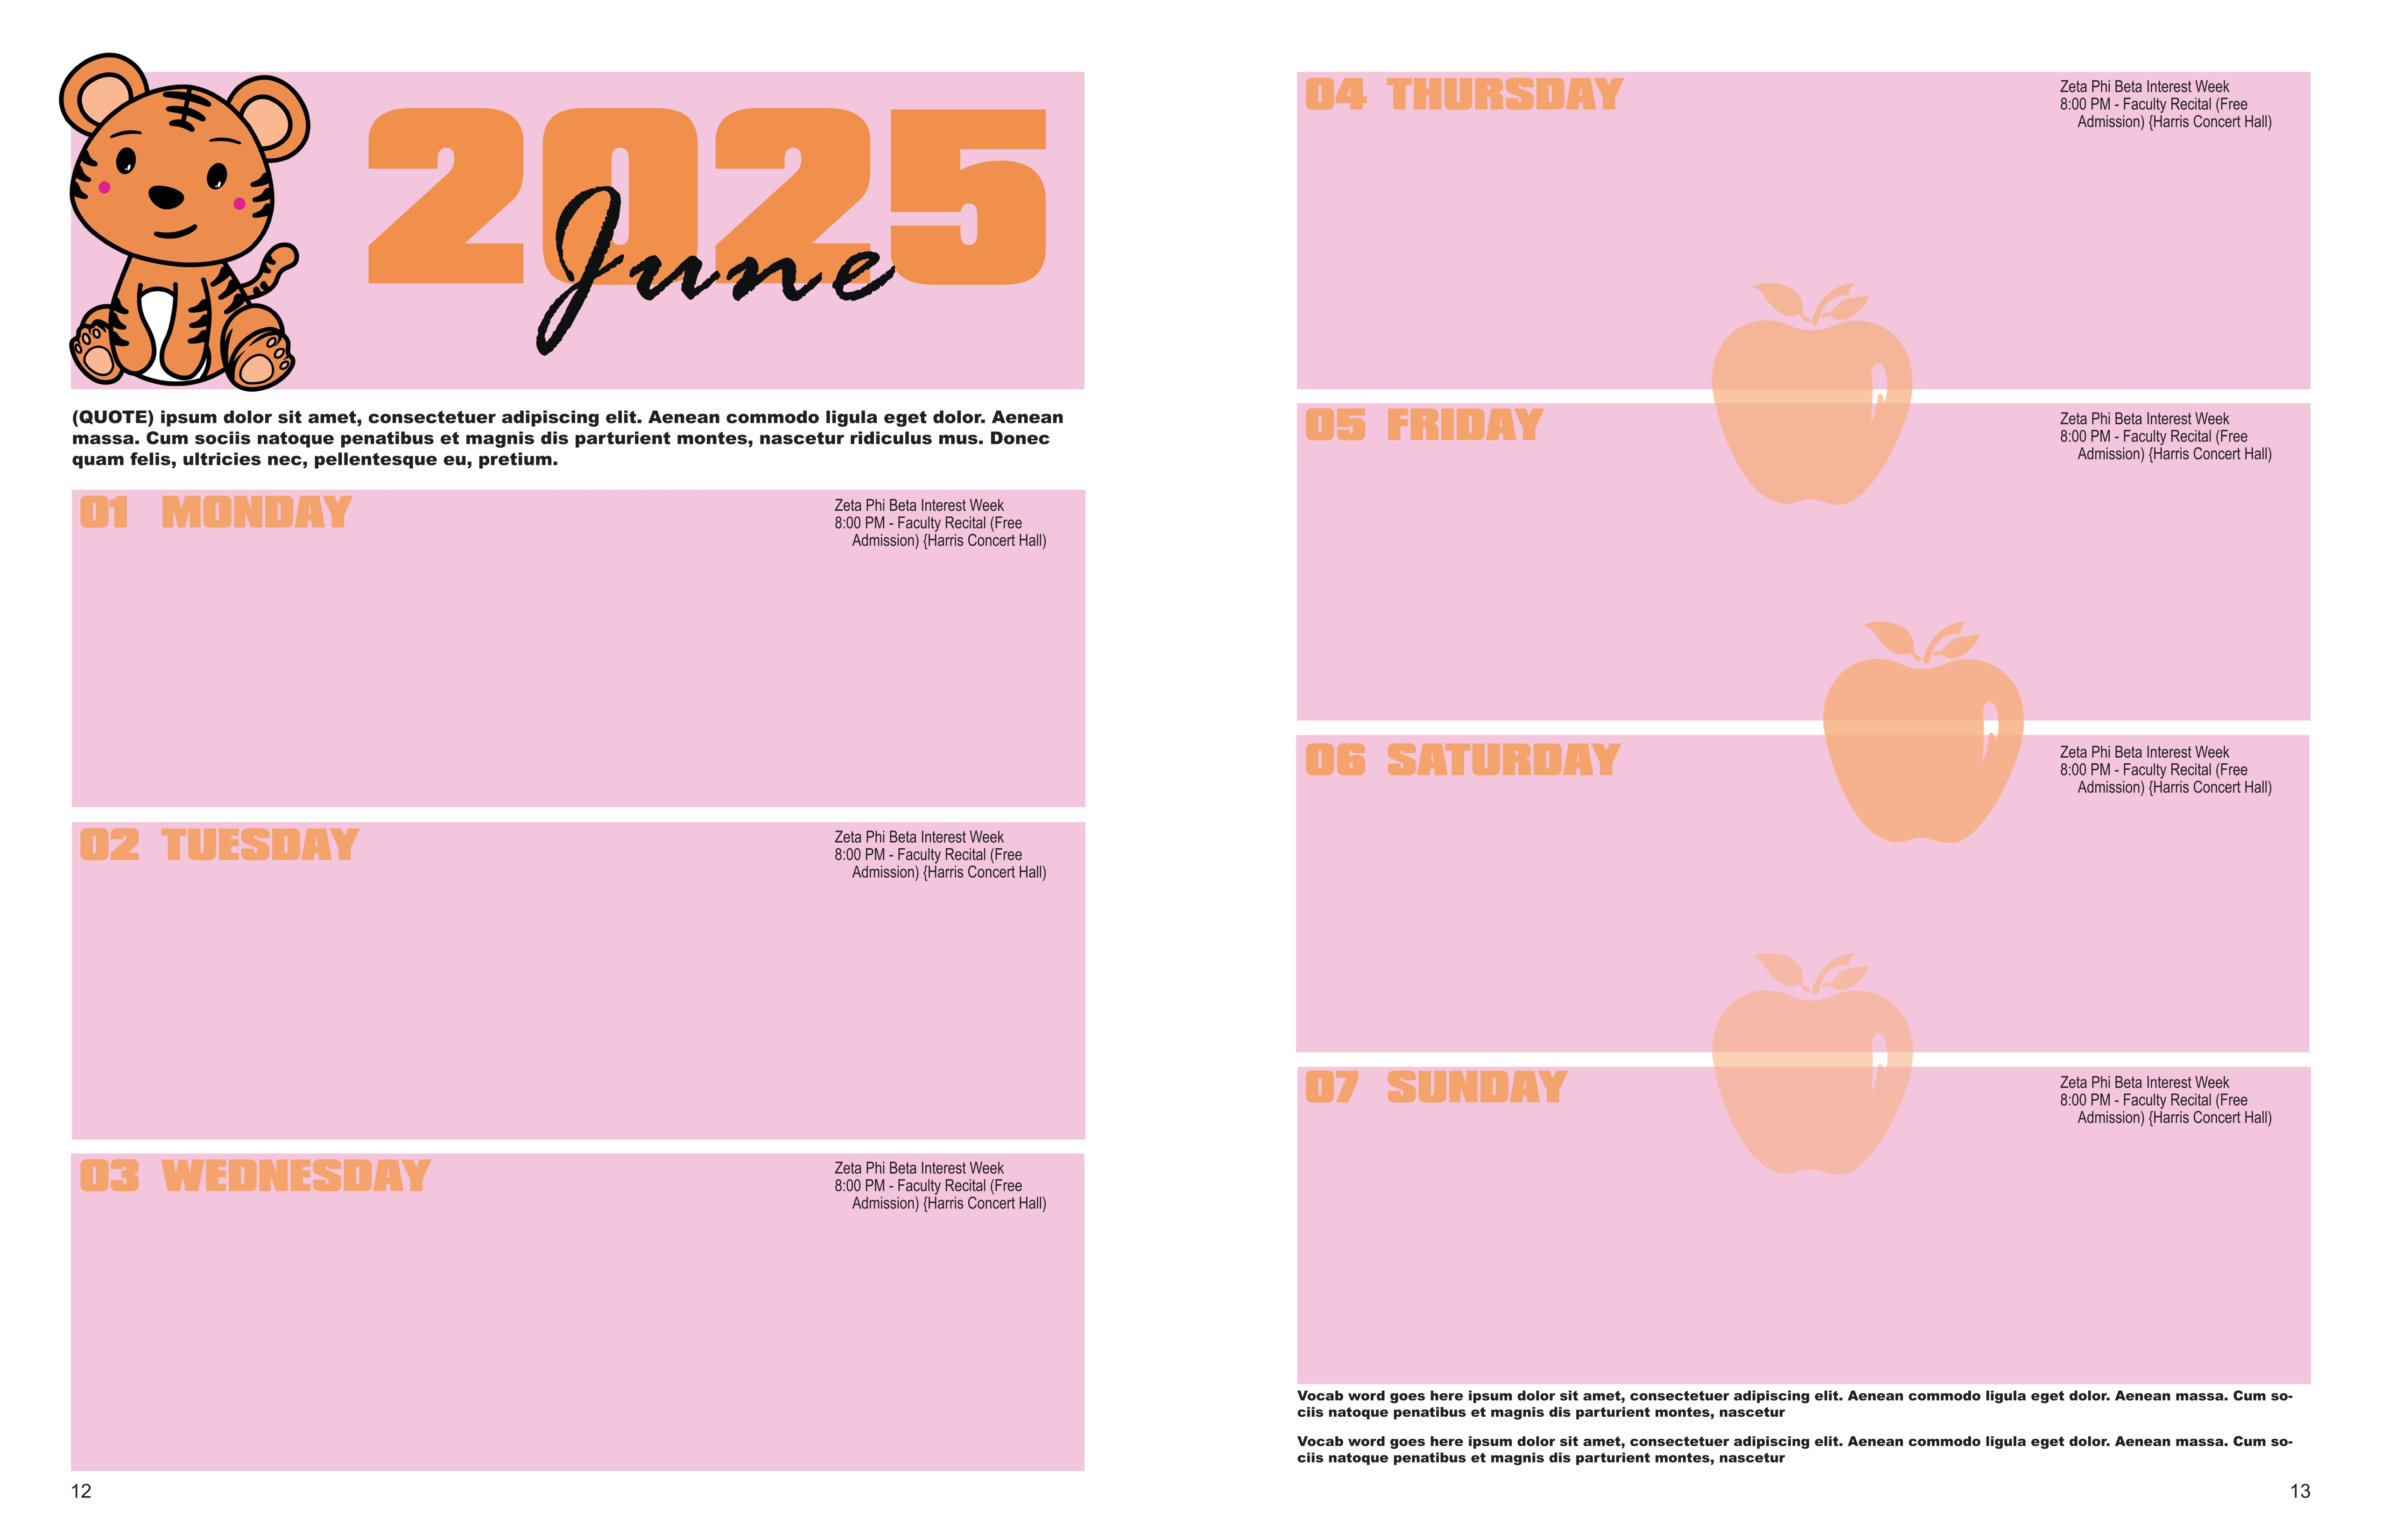 2025
June
(QUOTE) ipsum dolor sit amet, consectetuer adipiscing elit. Aenean commodo ligula eget dolor. Aenean
massa. Cum sociis natoque penatibus et magnis dis parturient montes, nascetur ridiculus mus. Donec
quam felis, ultricies nec, pellentesque eu, pretium.
01 MONDAY
Zeta Phi Beta Interest Week
8:00 PM - Faculty Recital (Free
Admission) {Harris Concert Hall)
02 TUESDAY
Zeta Phi Beta Interest Week
8:00 PM - Faculty Recital (Free
Admission) {Harris Concert Hall)
03 WEDNESDAY
Zeta Phi Beta Interest Week
8:00 PM - Faculty Recital (Free
Admission) {Harris Concert Hall)
12
04 THURSDAY
Zeta Phi Beta Interest Week
8:00 PM - Faculty Recital (Free
Admission) {Harris Concert Hall)
05 FRIDAY
Zeta Phi Beta Interest Week
8:00 PM - Faculty Recital (Free
Admission) {Harris Concert Hall)
06 SATURDAY
Zeta Phi Beta Interest Week
8:00 PM - Faculty Recital (Free
Admission) {Harris Concert Hall)
07 SUNDAY
Zeta Phi Beta Interest Week
8:00 PM - Faculty Recital (Free
Admission) {Harris Concert Hall)
Vocab word goes here ipsum dolor sit amet, consectetuer adipiscing elit. Aenean commodo ligula eget dolor. Aenean massa. Cum so-
ciis natoque penatibus et magnis dis parturient montes, nascetur
Vocab word goes here ipsum dolor sit amet, consectetuer adipiscing elit. Aenean commodo ligula eget dolor. Aenean massa. Cum so-
ciis natoque penatibus et magnis dis parturient montes, nascetur
13